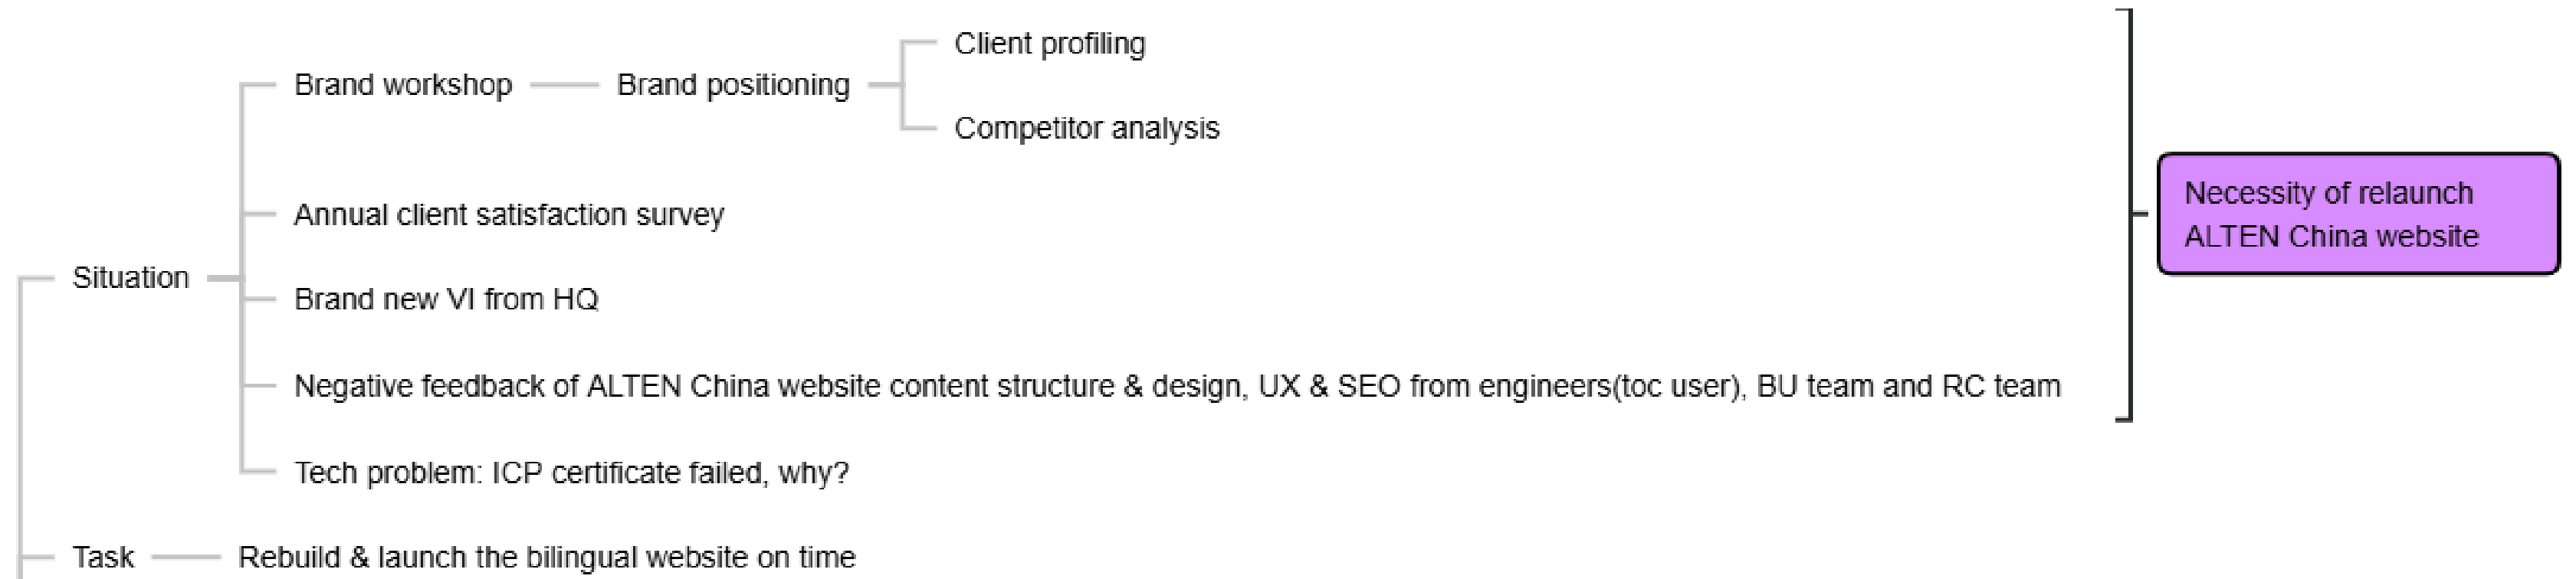 Client profiling
Brand workshop
Brand positioning
Competitor analysis
Annual client satisfaction survey
Necessity of relaunch
ALTEN China website
Situation
Brand new VI from HQ
Negative feedback of ALTEN China website content structure & design, UX & SEO from engineers(toc user), BU team and RC team
Tech problem: ICP certificate failed, why?
Task
Rebuild & launch the bilingual website on time